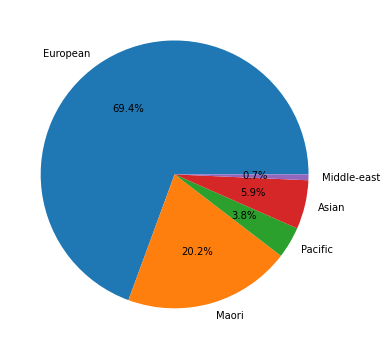 European
69.4%
0.7%
Middle-east
5.9%
Asian
3.8%
Pacific
20.2%
Maori